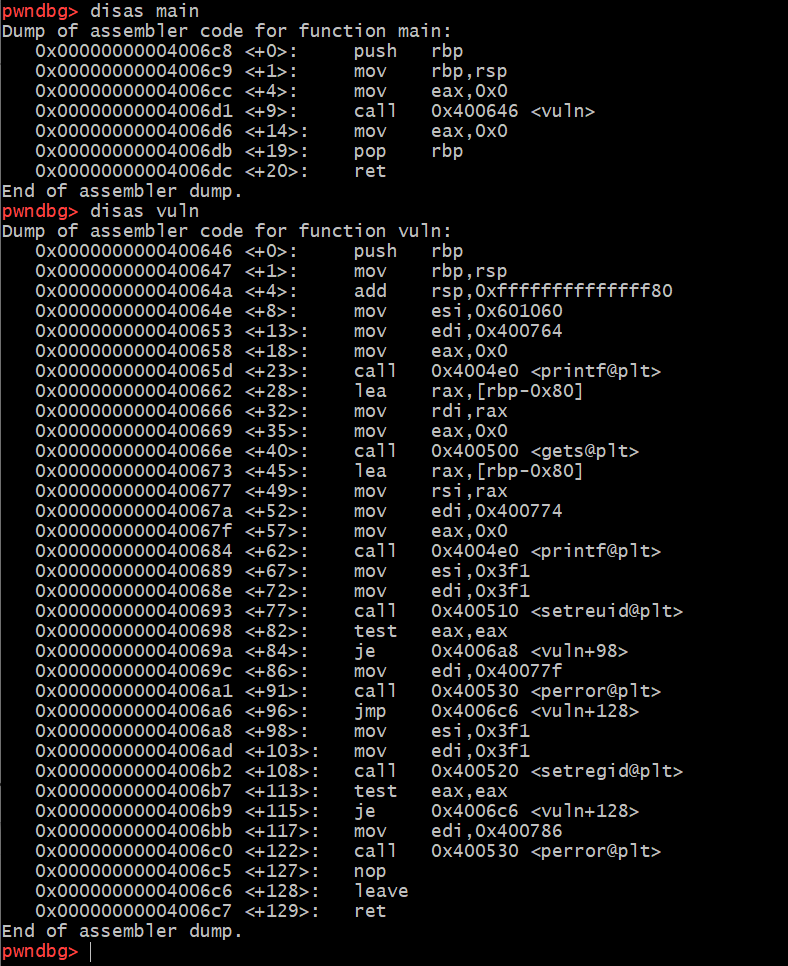 pwndbg> disas main
Dump of assembler code for function main:
   0x00000000004006c8 <+0>:     push   rbp
   0x00000000004006c9 <+1>:     mov    rbp,rsp
   0x00000000004006cc <+4>:     mov    eax,0x0
   0x00000000004006d1 <+9>:     call   0x400646 <vuln>
   0x00000000004006d6 <+14>:    mov    eax,0x0
   0x00000000004006db <+19>:    pop    rbp
   0x00000000004006dc <+20>:    ret
End of assembler dump.
pwndbg> disas vuln
Dump of assembler code for function vuln:
   0x0000000000400646 <+0>:     push   rbp
   0x0000000000400647 <+1>:     mov    rbp,rsp
   0x000000000040064a <+4>:     add    rsp,0xffffffffffffff80
   0x000000000040064e <+8>:     mov    esi,0x601060
   0x0000000000400653 <+13>:    mov    edi,0x400764
   0x0000000000400658 <+18>:    mov    eax,0x0
   0x000000000040065d <+23>:    call   0x4004e0 <printf@plt>
   0x0000000000400662 <+28>:    lea    rax,[rbp-0x80]
   0x0000000000400666 <+32>:    mov    rdi,rax
   0x0000000000400669 <+35>:    mov    eax,0x0
   0x000000000040066e <+40>:    call   0x400500 <gets@plt>
   0x0000000000400673 <+45>:    lea    rax,[rbp-0x80]
   0x0000000000400677 <+49>:    mov    rsi,rax
   0x000000000040067a <+52>:    mov    edi,0x400774
   0x000000000040067f <+57>:    mov    eax,0x0
   0x0000000000400684 <+62>:    call   0x4004e0 <printf@plt>
   0x0000000000400689 <+67>:    mov    esi,0x3f1
   0x000000000040068e <+72>:    mov    edi,0x3f1
   0x0000000000400693 <+77>:    call   0x400510 <setreuid@plt>
   0x0000000000400698 <+82>:    test   eax,eax
   0x000000000040069a <+84>:    je     0x4006a8 <vuln+98>
   0x000000000040069c <+86>:    mov    edi,0x40077f
   0x00000000004006a1 <+91>:    call   0x400530 <perror@plt>
   0x00000000004006a6 <+96>:    jmp    0x4006c6 <vuln+128>
   0x00000000004006a8 <+98>:    mov    esi,0x3f1
   0x00000000004006ad <+103>:   mov    edi,0x3f1
   0x00000000004006b2 <+108>:   call   0x400520 <setregid@plt>
   0x00000000004006b7 <+113>:   test   eax,eax
   0x00000000004006b9 <+115>:   je     0x4006c6 <vuln+128>
   0x00000000004006bb <+117>:   mov    edi,0x400786
   0x00000000004006c0 <+122>:   call   0x400530 <perror@plt>
   0x00000000004006c5 <+127>:   nop
   0x00000000004006c6 <+128>:   leave
   0x00000000004006c7 <+129>:   ret
End of assembler dump.
pwndbg>